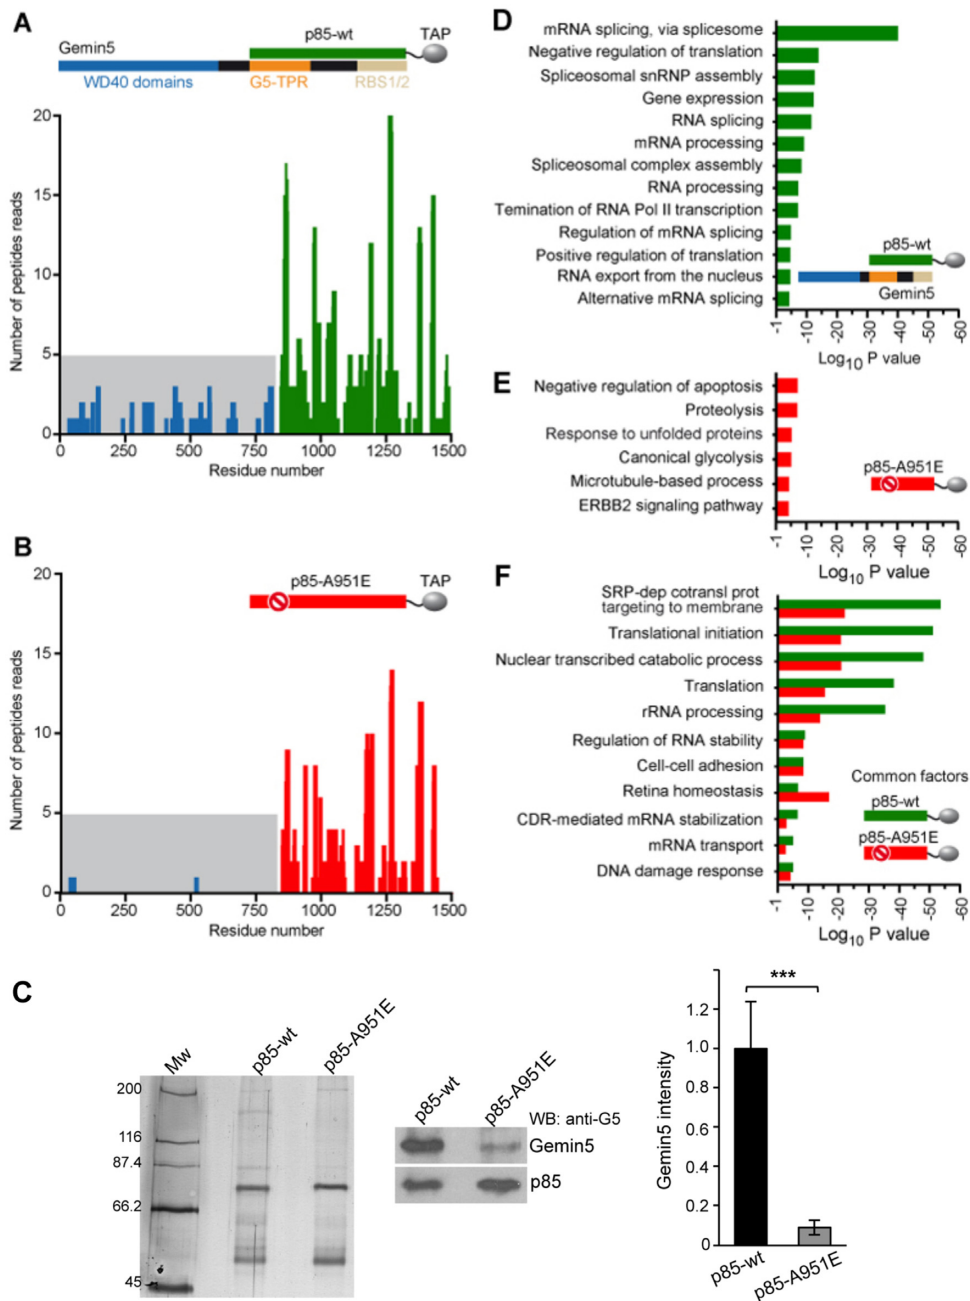 A
Gemin5
p85-wt
TAP
WD40 domains
G5-TPR
RBS1/2
Number of peptides reads
20
15
10
5
0
0
250
500
750
1000
1250
1500
Residue number
B
p85-A951E
TAP
Number of peptides reads
20
15
10
5
0
0
250
500
750
1000
1250
1500
Residue number
C
Mw
p85-wt
p85-A951E
200
116
87.4
66.2
45
p85-wt
p85-A951E
WB: anti-G5
Gemin5
p85
Gemin5 intensity
***
1.2
1.0
0.8
0.6
0.4
0.2
0
p85-wt
p85-A951E
D
mRNA splicing, via splicesome
Negative regulation of translation
Spliceosomal snRNP assembly
Gene expression
RNA splicing
mRNA processing
Spliceosomal complex assembly
RNA processing
Temination of RNA Pol II transcription
Regulation of mRNA splicing
Positive regulation of translation
RNA export from the nucleus
Alternative mRNA splicing
p85-wt
Gemin5
-1
-10
-20
-30
-40
-50
-60
Log10 P value
E
Negative regulation of apoptosis
Proteolysis
Response to unfolded proteins
Canonical glycolysis
Microtubule-based process
ERBB2 signaling pathway
p85-A951E
-1
-10
-20
-30
-40
-50
-60
Log10 P value
F
SRP-dep cotransl prot
targeting to membrane
Translational initiation
Nuclear transcribed catabolic process
Translation
rRNA processing
Regulation of RNA stability
Cell-cell adhesion
Retina homeostasis
CDR-mediated mRNA stabilization
mRNA transport
DNA damage response
Common factors
p85-wt
p85-A951E
-1
-10
-20
-30
-40
-50
-60
Log10 P value